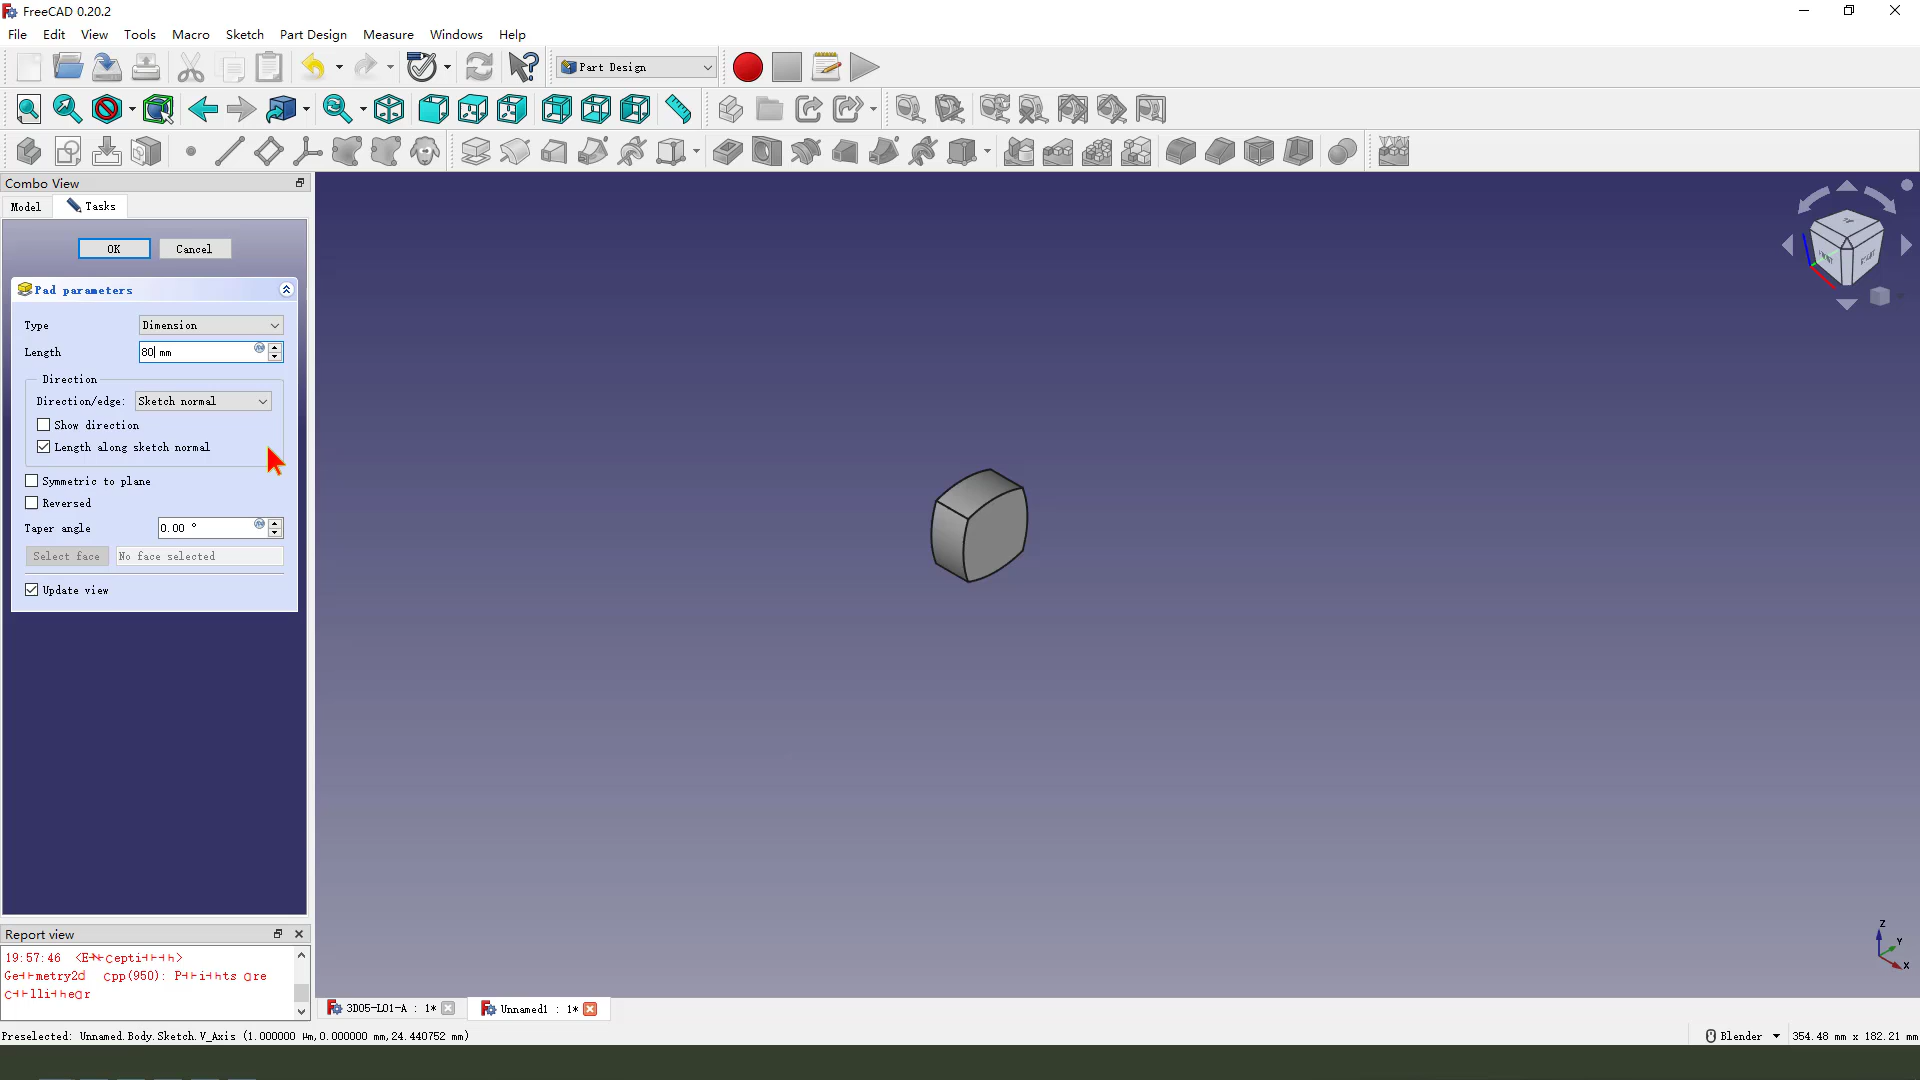 FreeCAD 0.20.2
File Edit View Tools Macro Sketch Part Design Measure Windows Help
Part Design
Combo View
Model Tasks
OK Cancel
Pad parameters
Type Dimension
Length 80 mm
Direction
Direction/edge: Sketch normal
Show direction
Length along sketch normal
Symmetric to plane
Reversed
Taper angle 0.00 °
Select face No face selected
Update view
Report view
19:57:46
cpp(950):
3D05-L01-A : 1*
Unnamed1 : 1*
Preselected: Unnamed.Body.Sketch.V_Axis (1.000000 µm,0.000000 mm,24.440752 mm)
Blender
354.48 mm x 182.21 mm
Z
Y
X